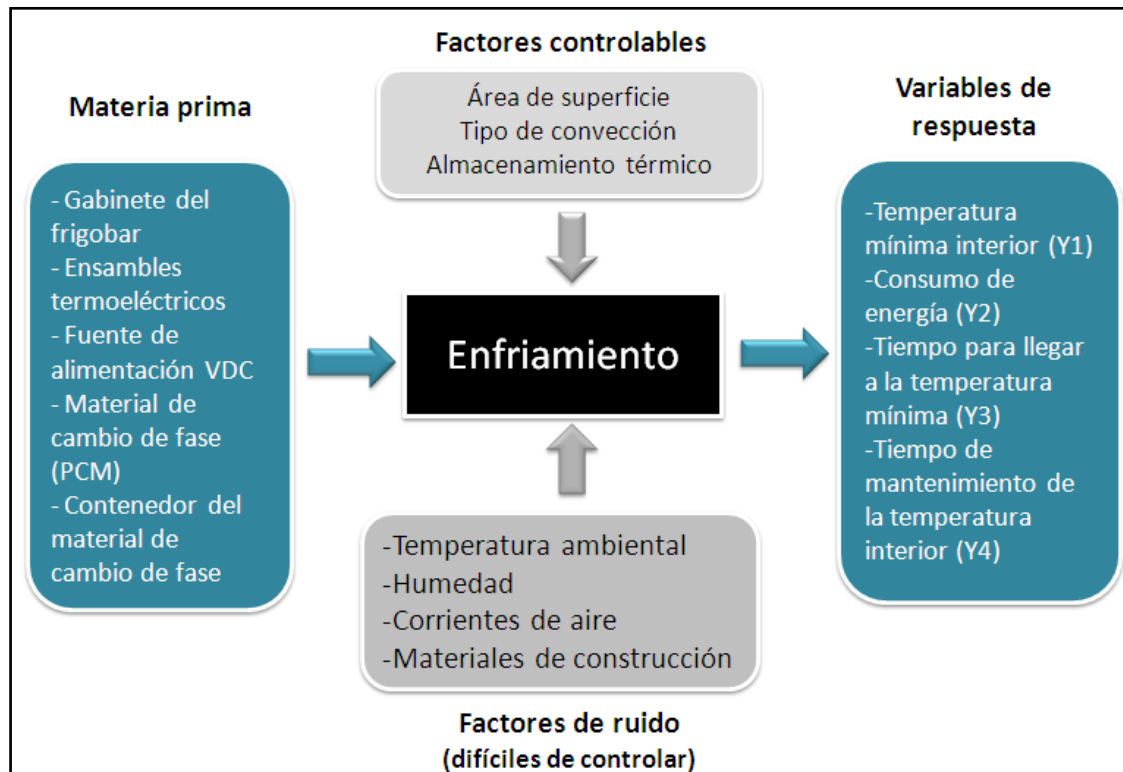 Materia prima
- Gabinete del
frigobar
- Ensambles
termoeléctricos
- Fuente de
alimentación VDC
- Material de
cambio de fase
(PCM)
- Contenedor del
material de
cambio de fase
Factores controlables
Área de superficie
Tipo de convección
Almacenamiento térmico
Enfriamiento
-Temperatura ambiental
-Humedad
-Corrientes de aire
-Materiales de construcción
Factores de ruido
(difíciles de controlar)
Variables de
respuesta
-Temperatura
mínima interior (Y1)
-Consumo de
energía (Y2)
-Tiempo para llegar
a la temperatura
mínima (Y3)
-Tiempo de
mantenimiento de
la temperatura
interior (Y4)